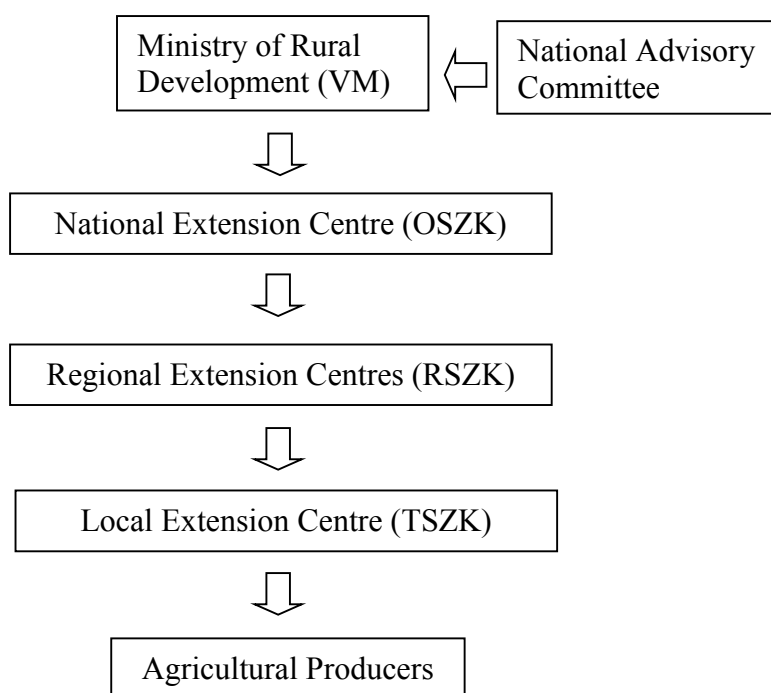 Ministry of Rural
Development (VM)
National Advisory
Committee
National Extension Centre (OSZK)
Regional Extension Centres (RSZK)
Local Extension Centre (TSZK)
Agricultural Producers